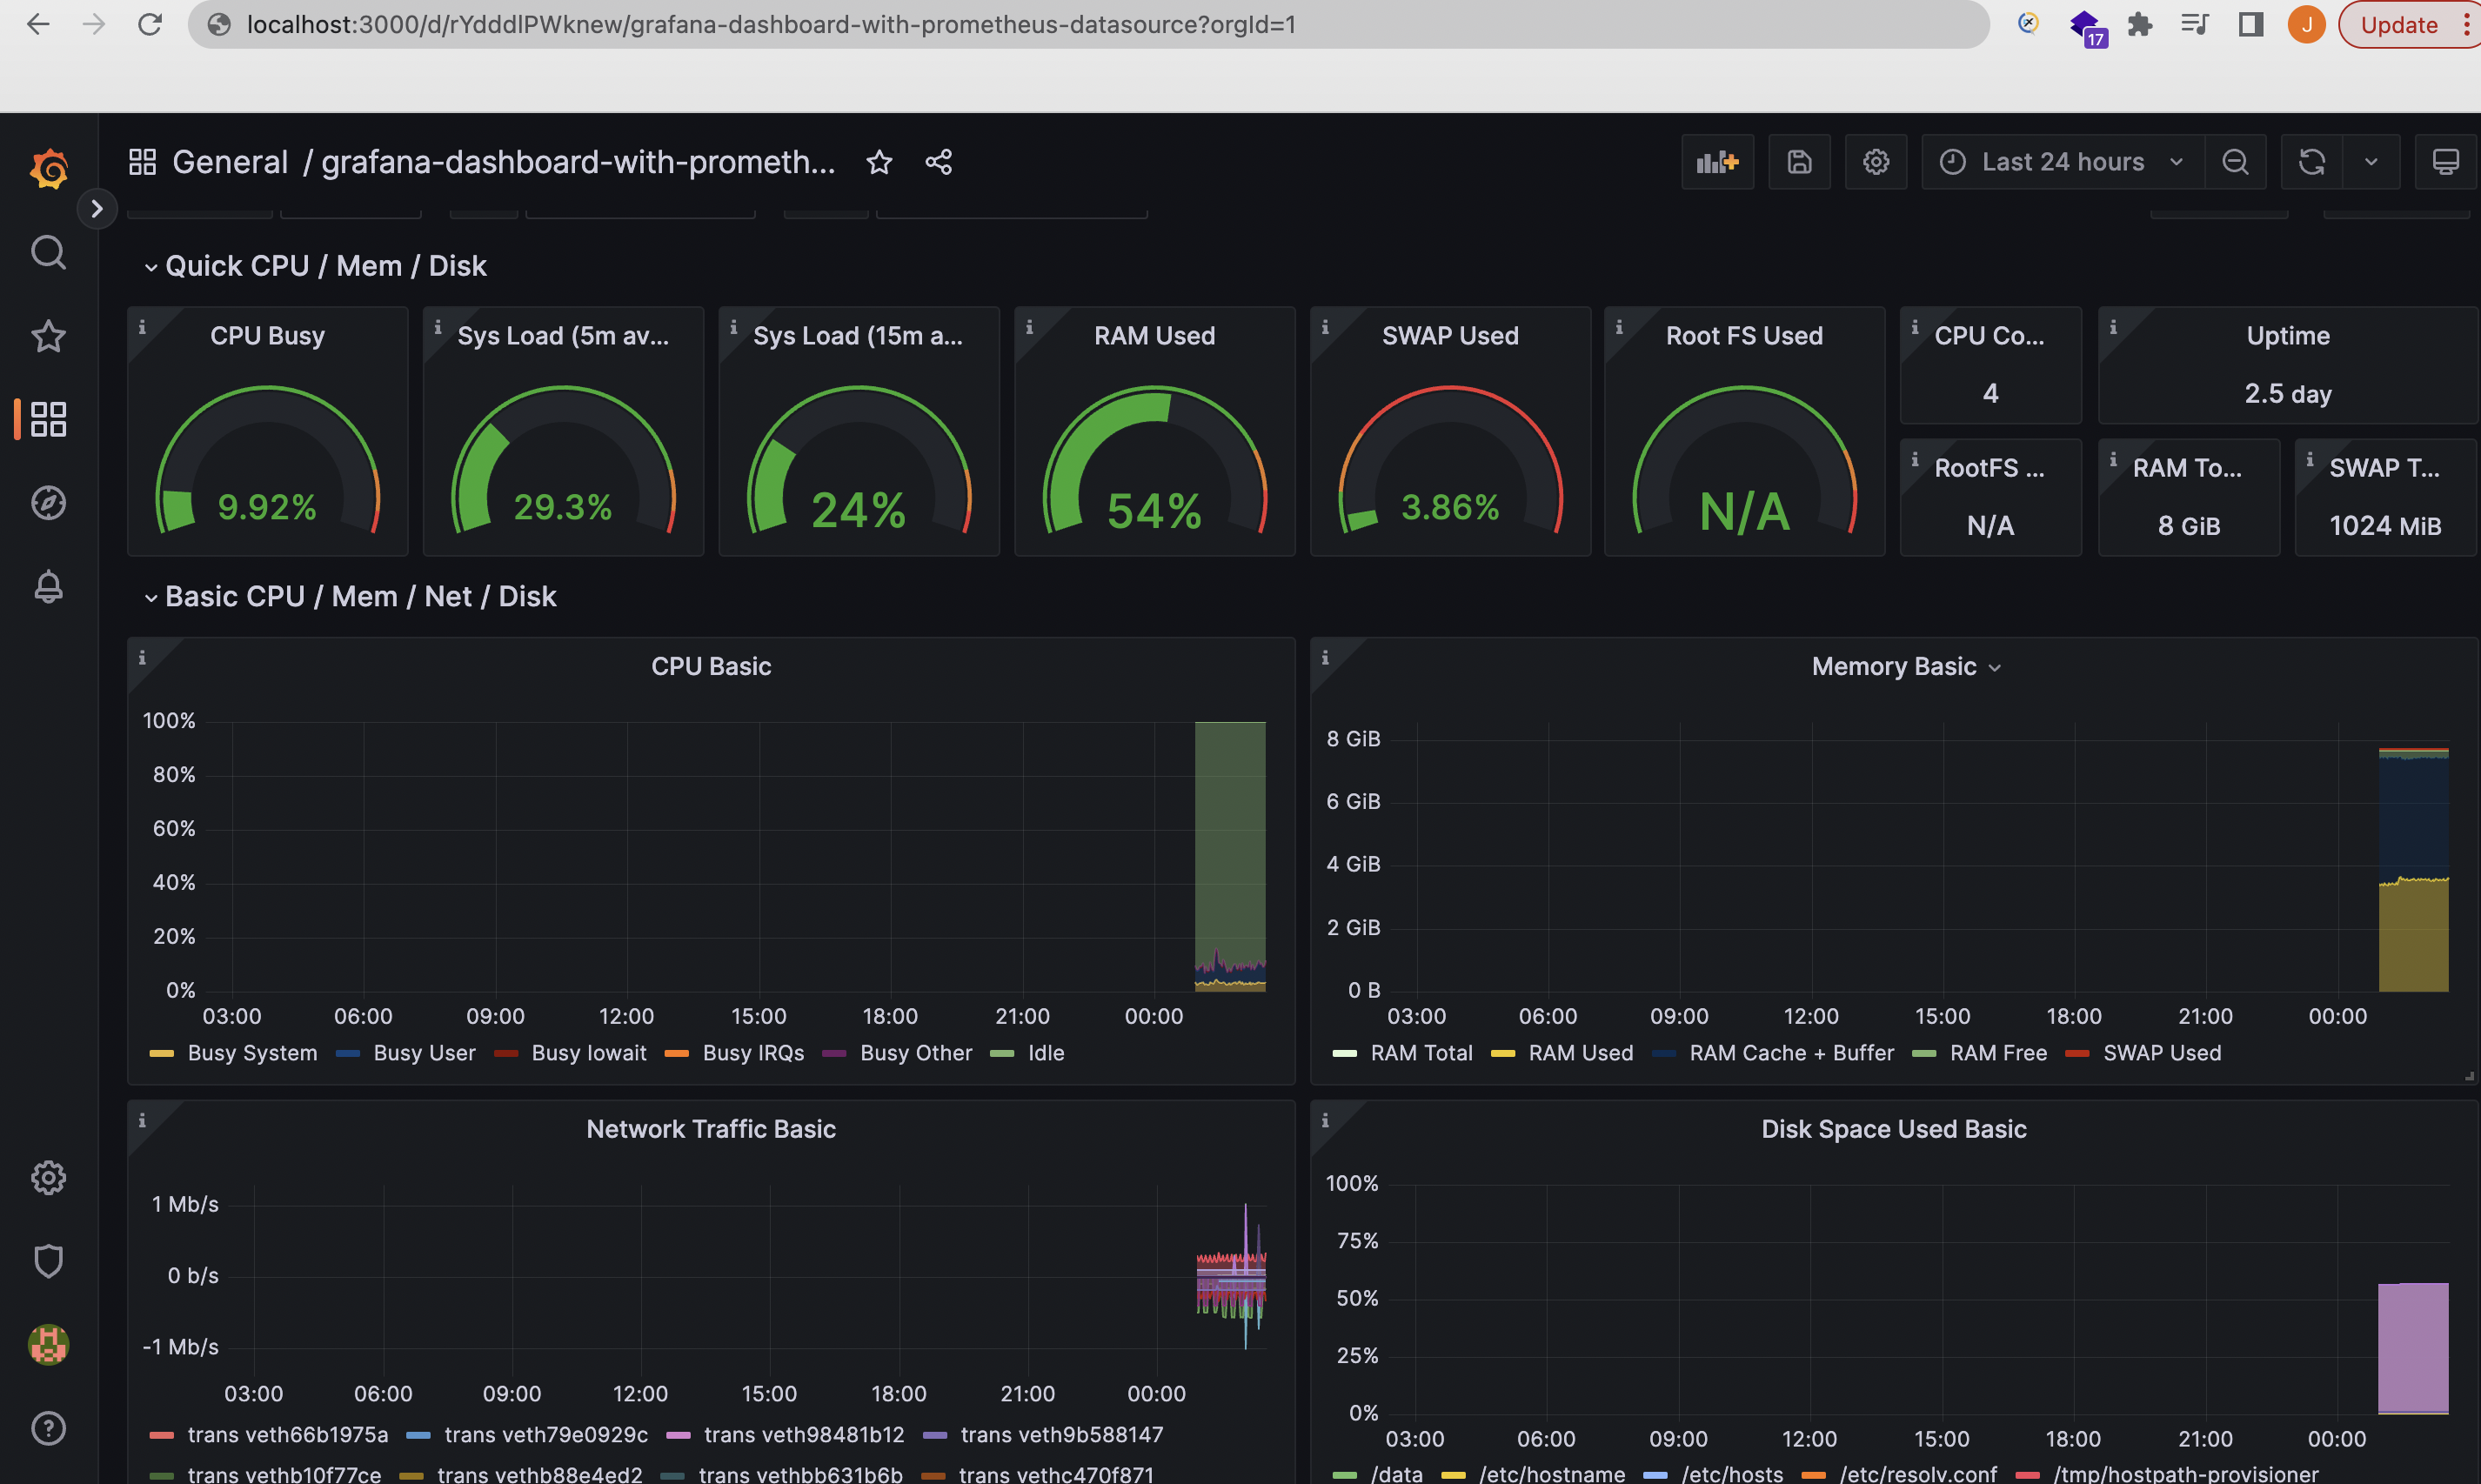 localhost:3000/d/rYdddlPWknew/grafana-dashboard-with-prometheus-datasource?orgId=1
17
J
Update
General / grafana-dashboard-with-prometh...
Last 24 hours
Quick CPU / Mem / Disk
CPU Busy
9.92%
Sys Load (5m av...
29.3%
Sys Load (15m a...
24%
RAM Used
54%
SWAP Used
3.86%
Root FS Used
N/A
CPU Co...
4
Uptime
2.5 day
RootFS ...
N/A
RAM To...
8 GiB
SWAP T...
1024 MiB
Basic CPU / Mem / Net / Disk
CPU Basic
100%
80%
60%
40%
20%
0%
03:00 06:00 09:00 12:00 15:00 18:00 21:00 00:00
Busy System Busy User Busy Iowait Busy IRQs Busy Other Idle
Memory Basic
8 GiB
6 GiB
4 GiB
2 GiB
0 B
03:00 06:00 09:00 12:00 15:00 18:00 21:00 00:00
RAM Total RAM Used RAM Cache + Buffer RAM Free SWAP Used
Network Traffic Basic
1 Mb/s
0 b/s
-1 Mb/s
03:00 06:00 09:00 12:00 15:00 18:00 21:00 00:00
trans veth66b1975a trans veth79e0929c trans veth98481b12 trans veth9b588147
trans vethb10f77ce trans vethb88e4ed2 trans vethbb631b6b trans vethc470f871
Disk Space Used Basic
100%
75%
50%
25%
0%
03:00 06:00 09:00 12:00 15:00 18:00 21:00 00:00
/data /etc/hostname /etc/hosts /etc/resolv.conf /tmp/hostpath-provisioner